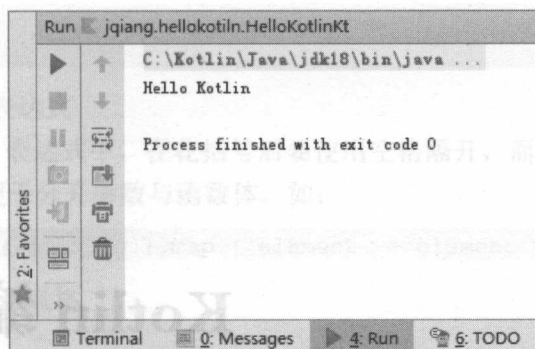 Run jqiang.hellokotiln.HelloKotlinKt
C:\Kotlin\Java\jdk18\bin\java ...
Hello Kotlin
Process finished with exit code 0
2: Favorites
»
Terminal 0: Messages 4: Run 6: TODO